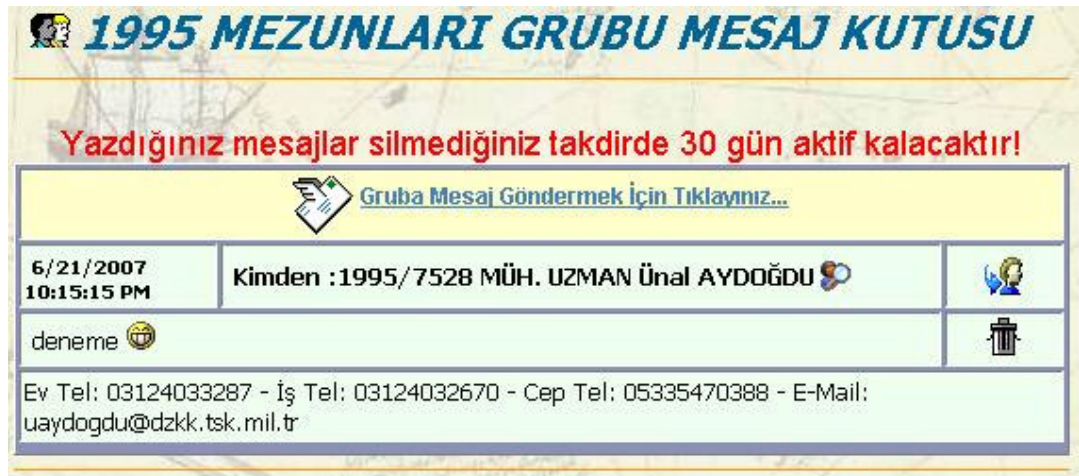 1995 MEZUNLARI GRUBU MESAJ KUTUSU
Yazdığınız mesajlar silmediğiniz takdirde 30 gün aktif kalacaktır!
Gruba Mesaj Göndermek İçin Tıklayınız...
6/21/2007
10:15:15 PM
Kimden :1995/7528 MÜH. UZMAN Ünal AYDOĞDU
deneme
Ev Tel: 03124033287 - İş Tel: 03124032670 - Cep Tel: 05335470388 - E-Mail:
uaydogdu@dzkk.tsk.mil.tr